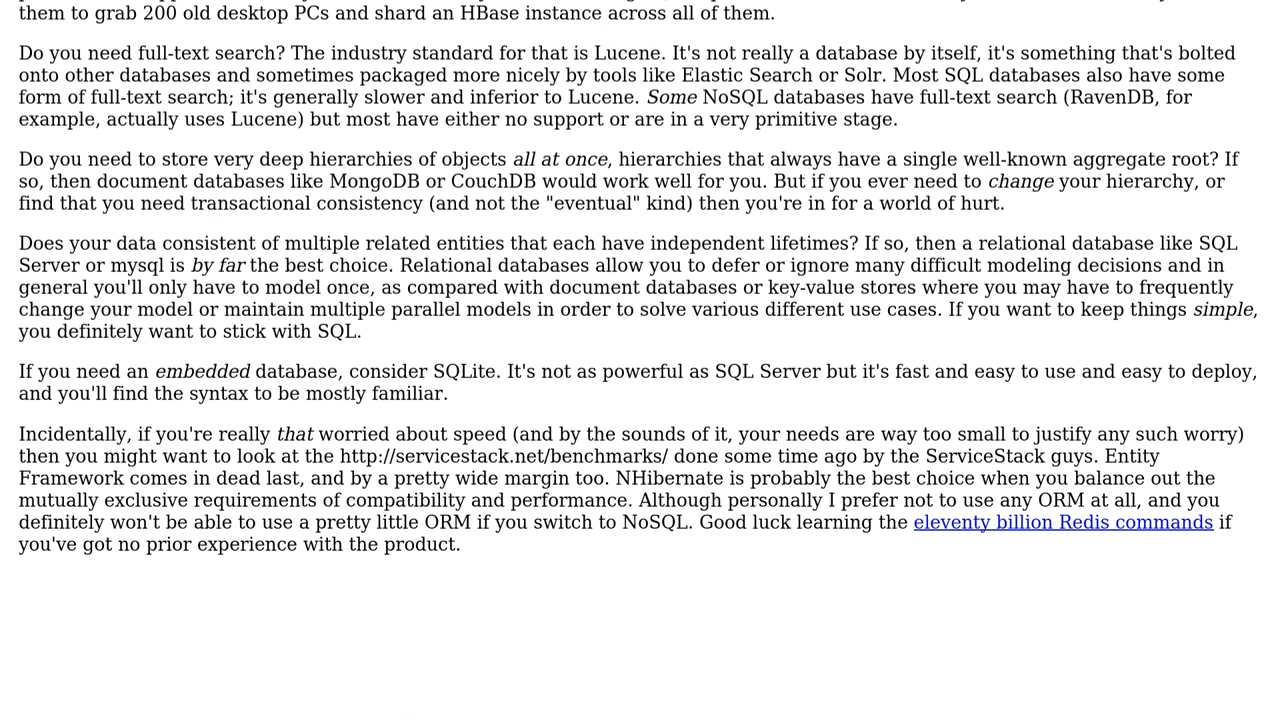 them to grab 200 old desktop PCs and shard an HBase instance across all of them.
Do you need full-text search? The industry standard for that is Lucene. It's not really a database by itself, it's something that's bolted
onto other databases and sometimes packaged more nicely by tools like Elastic Search or Solr. Most SQL databases also have some
form of full-text search; it's generally slower and inferior to Lucene. Some NoSQL databases have full-text search (RavenDB, for
example, actually uses Lucene) but most have either no support or are in a very primitive stage.
Do you need to store very deep hierarchies of objects all at once, hierarchies that always have a single well-known aggregate root? If
so, then document databases like MongoDB or CouchDB would work well for you. But if you ever need to change your hierarchy, or
find that you need transactional consistency (and not the "eventual" kind) then you're in for a world of hurt.
Does your data consistent of multiple related entities that each have independent lifetimes? If so, then a relational database like SQL
Server or mysql is by far the best choice. Relational databases allow you to defer or ignore many difficult modeling decisions and in
general you'll only have to model once, as compared with document databases or key-value stores where you may have to frequently
change your model or maintain multiple parallel models in order to solve various different use cases. If you want to keep things simple,
you definitely want to stick with SQL.
If you need an embedded database, consider SQLite. It's not as powerful as SQL Server but it's fast and easy to use and easy to deploy,
and you'll find the syntax to be mostly familiar.
Incidentally, if you're really that worried about speed (and by the sounds of it, your needs are way too small to justify any such worry)
then you might want to look at the http://servicestack.net/benchmarks/ done some time ago by the ServiceStack guys. Entity
Framework comes in dead last, and by a pretty wide margin too. NHibernate is probably the best choice when you balance out the
mutually exclusive requirements of compatibility and performance. Although personally I prefer not to use any ORM at all, and you
definitely won't be able to use a pretty little ORM if you switch to NoSQL. Good luck learning the eleventy billion Redis commands if
you've got no prior experience with the product.